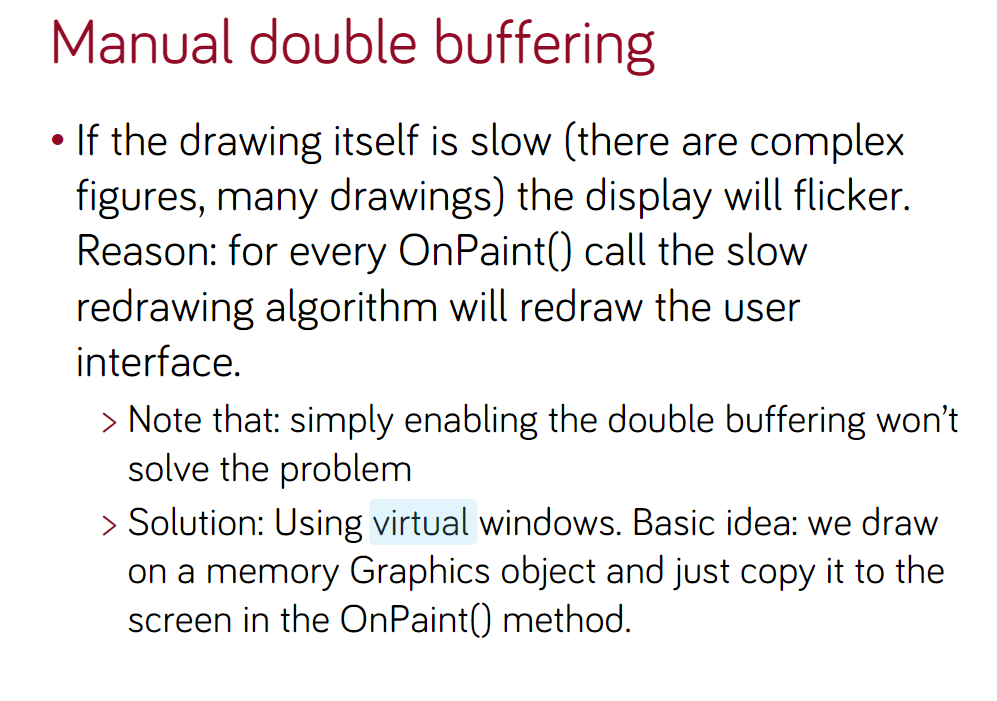 Manual double buffering
• If the drawing itself is slow (there are complex
figures, many drawings) the display will flicker.
Reason: for every OnPaint() call the slow
redrawing algorithm will redraw the user
interface.
> Note that: simply enabling the double buffering won’t
solve the problem
> Solution: Using virtual windows. Basic idea: we draw
on a memory Graphics object and just copy it to the
screen in the OnPaint() method.